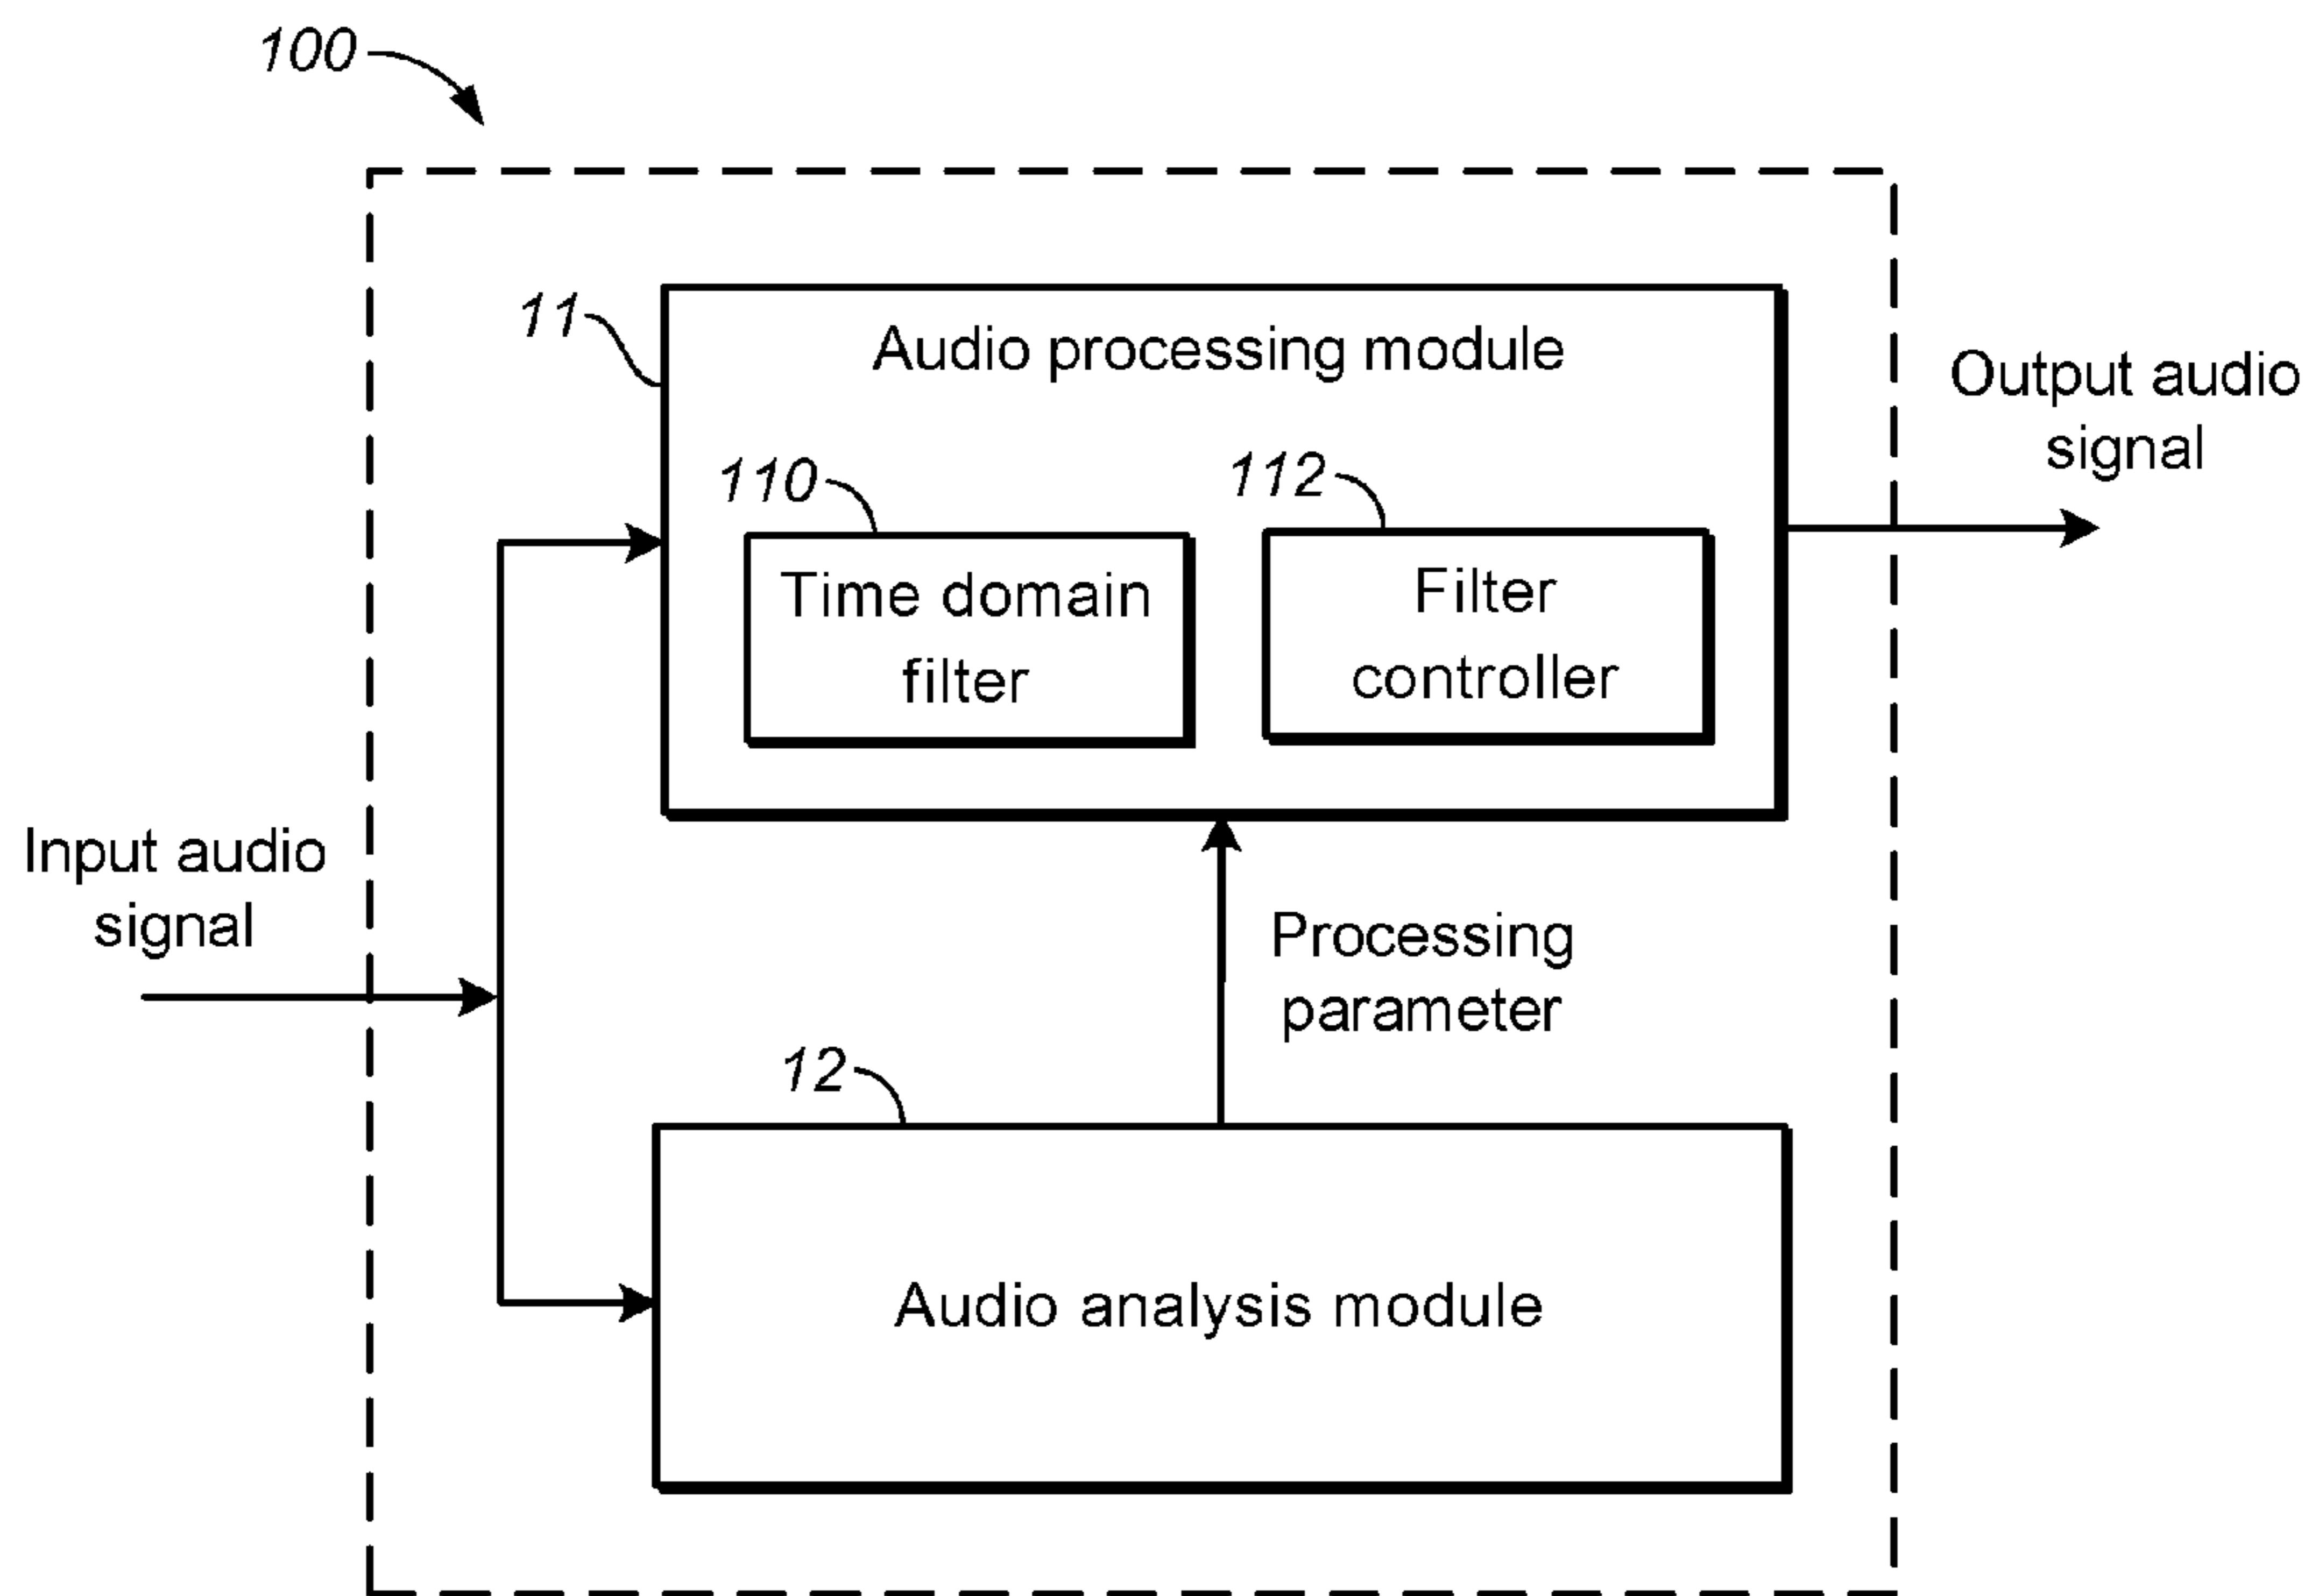 100
11
Audio processing module
Output audio
signal
110
112
Time domain
filter
Filter
controller
Input audio
signal
Processing
parameter
12
Audio analysis module